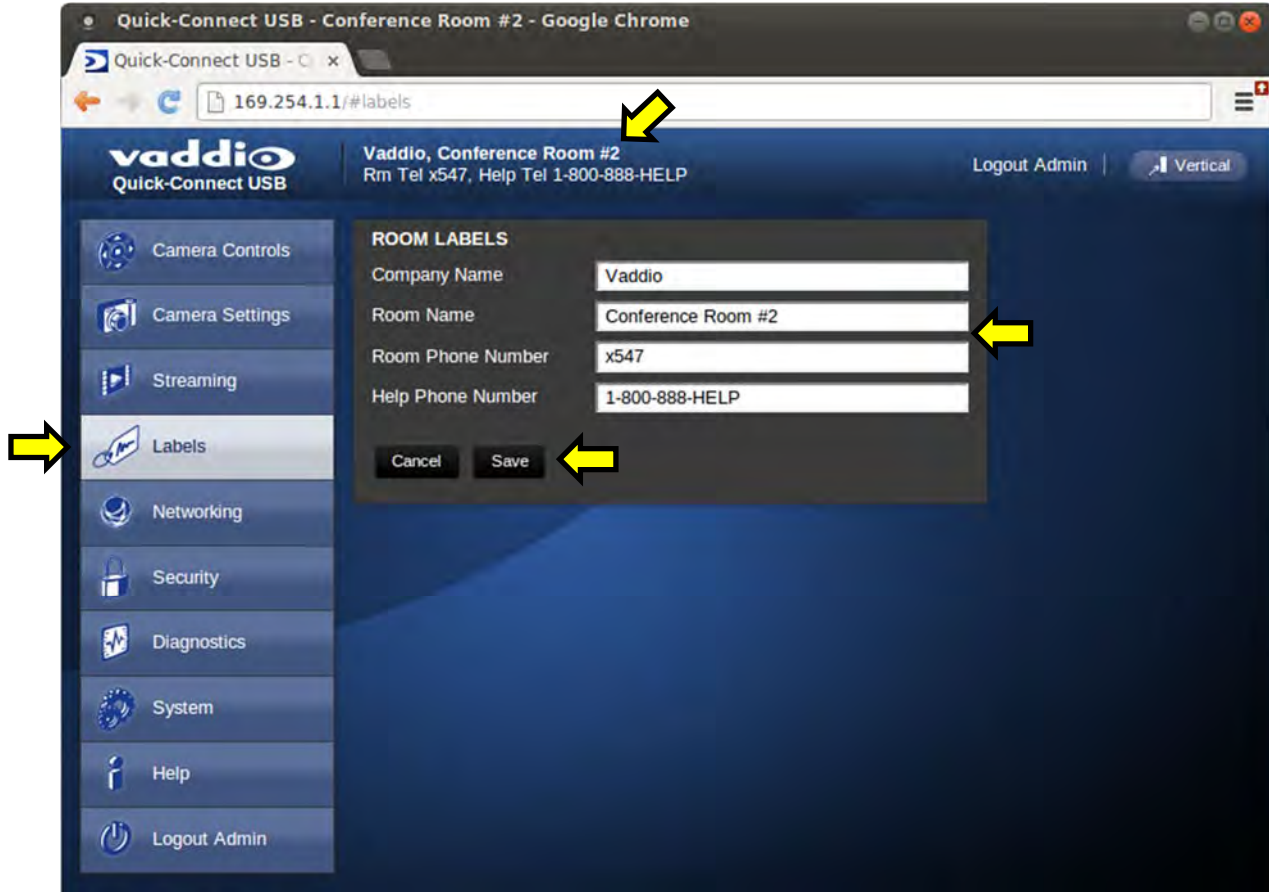 Quick-Connect USB - Conference Room #2 - Google Chrome
Quick-Connect USB - C
169.254.1.1/#labels
vaddio
Quick-Connect USB
Vaddio, Conference Room #2
Rm Tel x547, Help Tel 1-800-888-HELP
Logout Admin
Vertical
Camera Controls
Camera Settings
Streaming
Labels
Networking
Security
Diagnostics
System
Help
Logout Admin
ROOM LABELS
Company Name Vaddio
Room Name Conference Room #2
Room Phone Number x547
Help Phone Number 1-800-888-HELP
Cancel Save